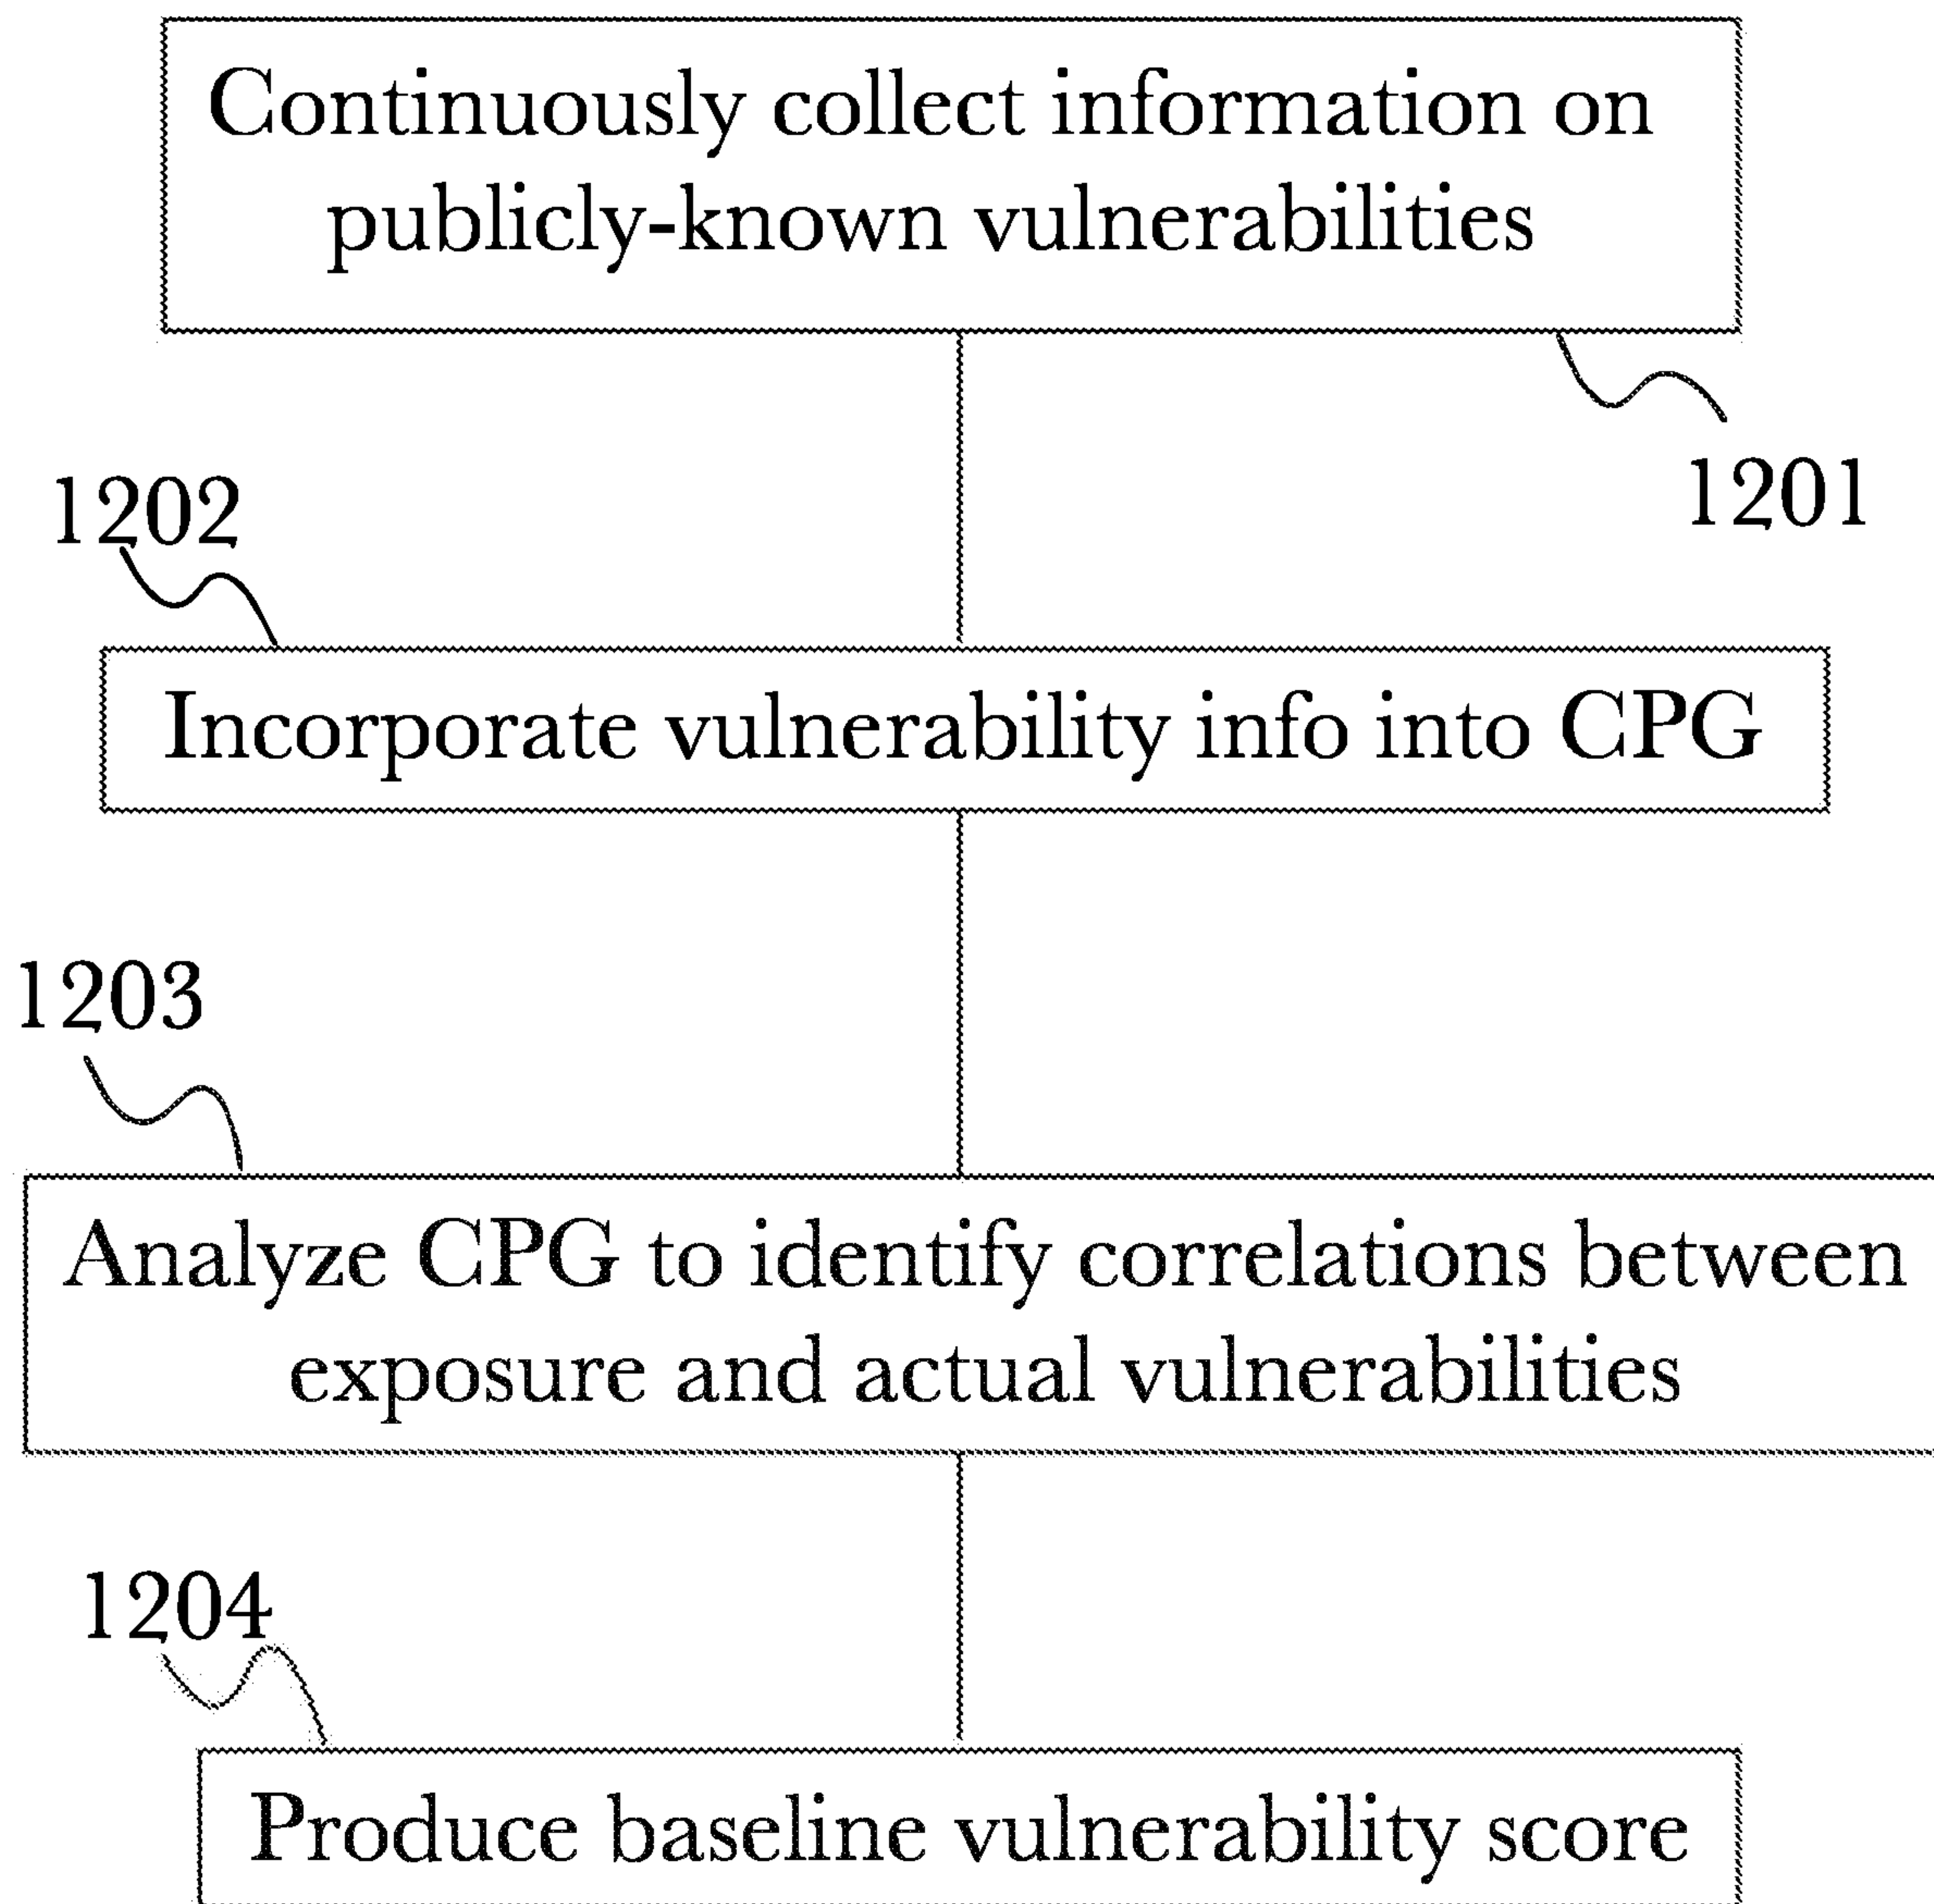 Continuously collect information on
publicly-known vulnerabilities
1201
1202
Incorporate vulnerability info into CPG
1203
Analyze CPG to identify correlations between
exposure and actual vulnerabilities
1204
Produce baseline vulnerability score